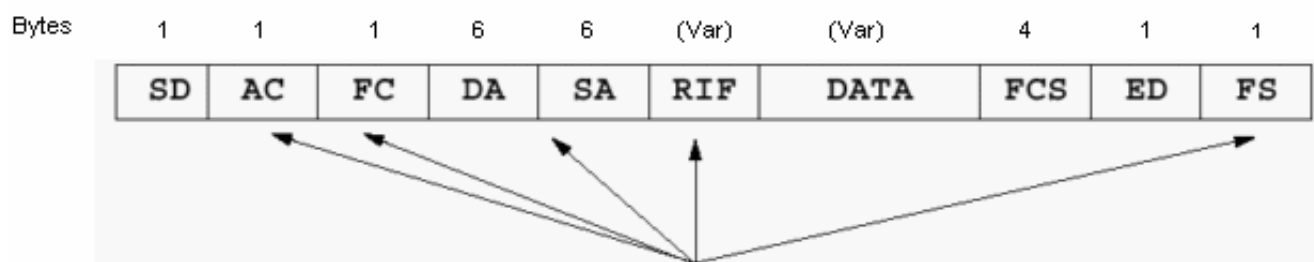 Bytes 1 1 1 6 6 (Var) (Var) 4 1 1
SD AC FC DA SA RIF DATA FCS ED FS